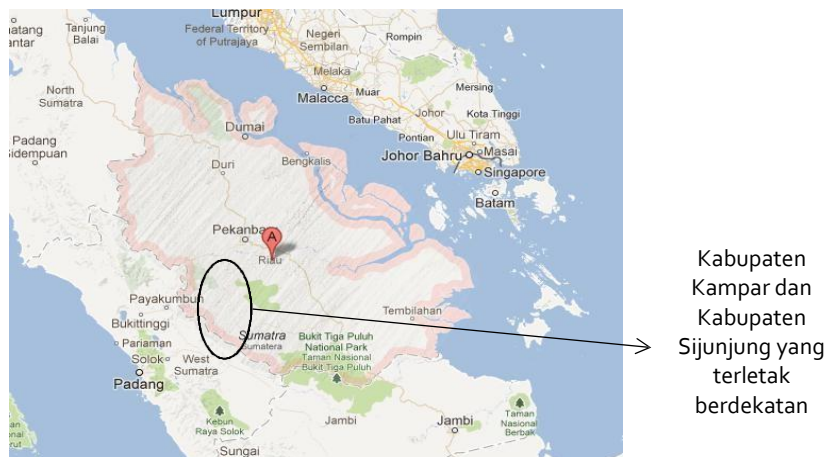 Lumpur
Federal Territory
of Putrajaya
Negeri
Sembilan
Rompin
Tanjung
Balai
Melaka
Malacca
Muar
Mersing
North
Sumatra
Batu Pahat
Johor
Kota Tinggi
Dumai
Pontian
Ulu Tiram
Padang
Sidempuan
Duri
Bengkalis
Johor Bahru
Masai
Singapore
Batam
Pekanba
A
Riau
Payakumbuh
Tembilahan
Bukittinggi
Sumatra
Sumatera
Bukit Tiga Puluh
National Park
Taman Nasional
Bukit Tiga Puluh
Pariaman
Solok
West
Sumatra
Padang
Kebun
Raya Solok
Jambi
Jambi
Taman
Nasional
Berbak
Sungai
Kabupaten
Kampar dan
Kabupaten
Sijunjung yang
terletak
berdekatan